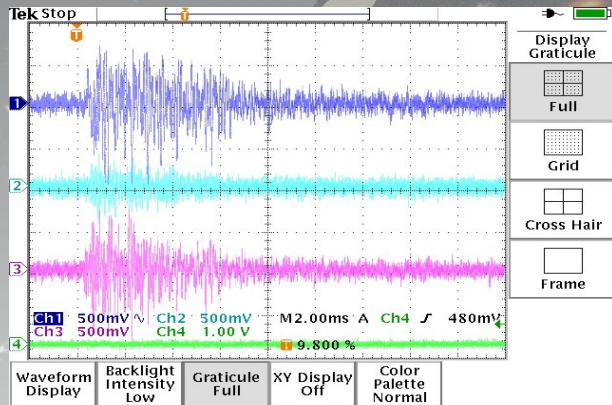 Tek Stop
T
T
Display
Graticule
1
Full
Grid
2
Cross Hair
3
Frame
Ch1 500mV ∿ Ch2 500mV M2.00ms A Ch4 ƒ 480mV
Ch3 500mV Ch4 1.00 V
4
T 9.800 %
Waveform
Display
Backlight
Intensity
Low
Graticule
Full
XY Display
Off
Color
Palette
Normal